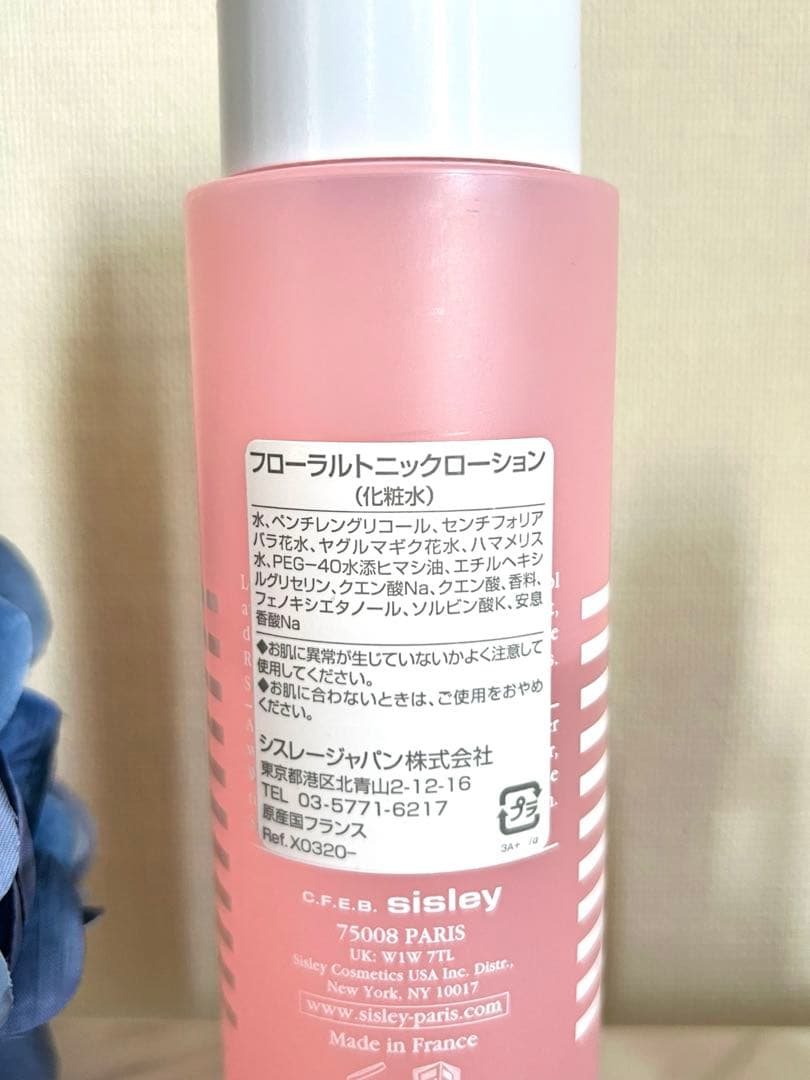 フローラルトニックローション
（化粧水）
水、ペンチレングリコール、センチフォリア
バラ花水、ヤグルマギク花水、ハマメリス
水、PEG-40水添ヒマシ油、エチルヘキシ
ルグリセリン、クエン酸Na、クエン酸、香料、
フェノキシエタノール、ソルビン酸K、安息
香酸Na
◆お肌に異常が生じていないかよく注意して
使用してください。
◆お肌に合わないときは、ご使用をおやめ
ください。
シスレージャパン株式会社
東京都港区北青山2-12-16
TEL 03-5771-6217
原産国フランス
Ref.X0320-
プラ
3A+ /a
C.F.E.B. sisley
75008 PARIS
UK: W1W 7TL
Sisley Cosmetics USA Inc. Distr.,
New York, NY 10017
www.sisley-paris.com
Made in France